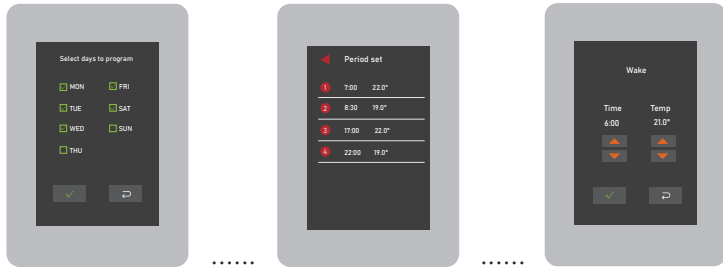 Select days to program
MON FRI
TUE SAT
WED SUN
THU
......
Period set
1 7:00 22.0°
2 8:30 19.0°
3 17:00 22.0°
4 22:00 19.0°
......
Wake
Time Temp
6:00 21.0°